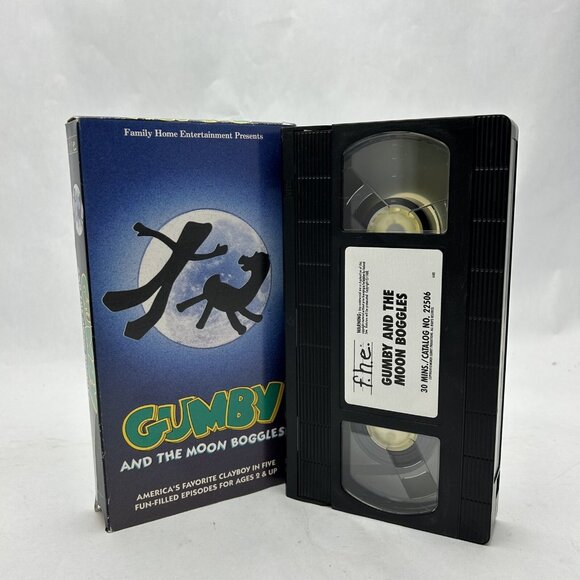 Family Home Entertainment Presents
GUMBY
AND THE MOON BOGGLES
AMERICA'S FAVORITE CLAYBOY IN FIVE
FUN-FILLED EPISODES FOR AGES 2 & UP
f.h.e.
WARNING:
GUMBY AND THE
MOON BOGGLES
30 MINS./CATALOG NO. 22506